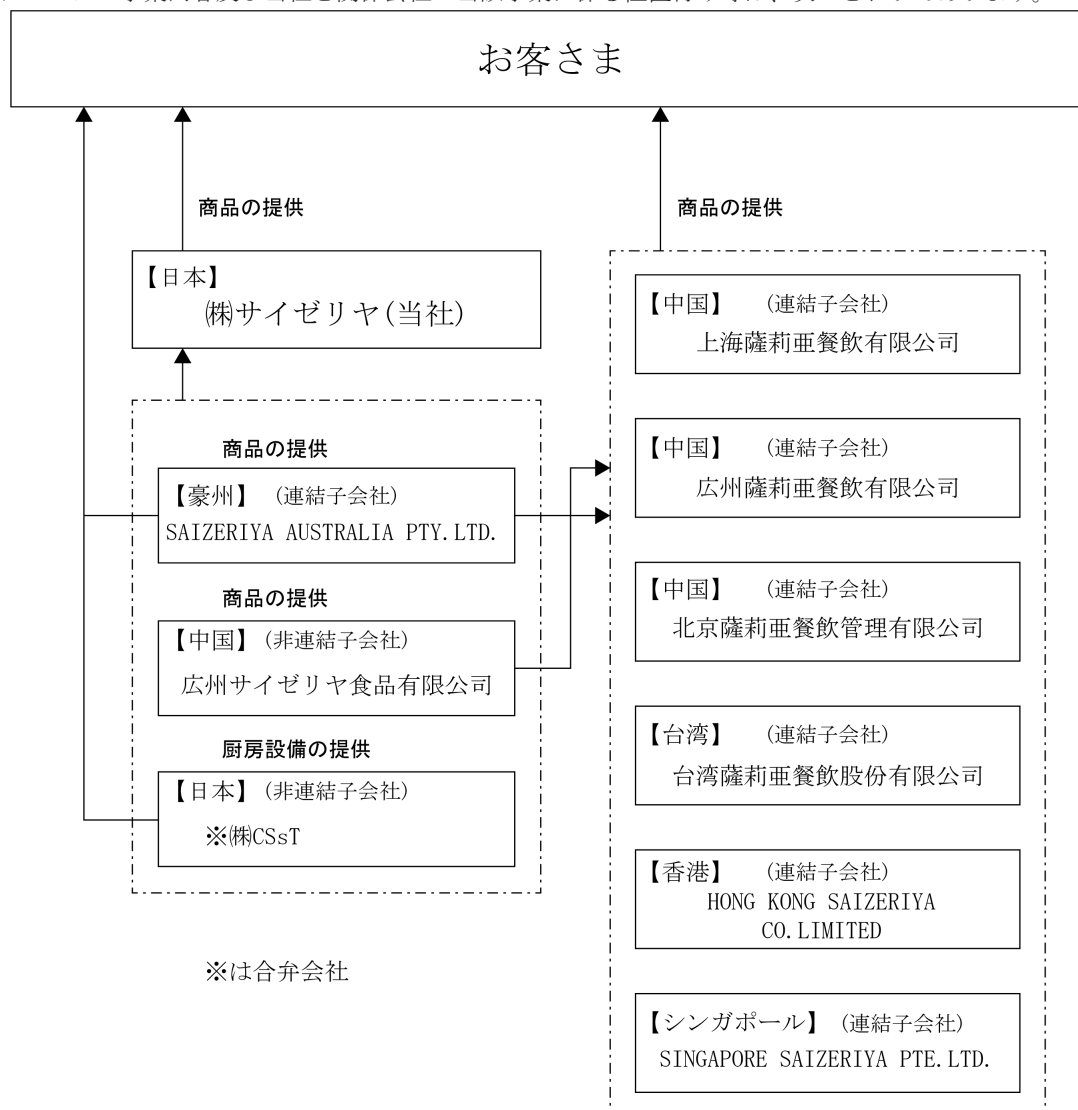 お客さま
商品の提供
【日本】
㈱サイゼリヤ(当社)
商品の提供
【豪州】 (連結子会社)
SAIZERIYA AUSTRALIA PTY.LTD.
商品の提供
【中国】 (非連結子会社)
広州サイゼリヤ食品有限公司
厨房設備の提供
【日本】 (非連結子会社)
※㈱CSsT
※は合弁会社
商品の提供
【中国】 (連結子会社)
上海薩莉亜餐飲有限公司
【中国】 (連結子会社)
広州薩莉亜餐飲有限公司
【中国】 (連結子会社)
北京薩莉亜餐飲管理有限公司
【台湾】 (連結子会社)
台湾薩莉亜餐飲股份有限公司
【香港】 (連結子会社)
HONG KONG SAIZERIYA
CO.LIMITED
【シンガポール】 (連結子会社)
SINGAPORE SAIZERIYA PTE.LTD.